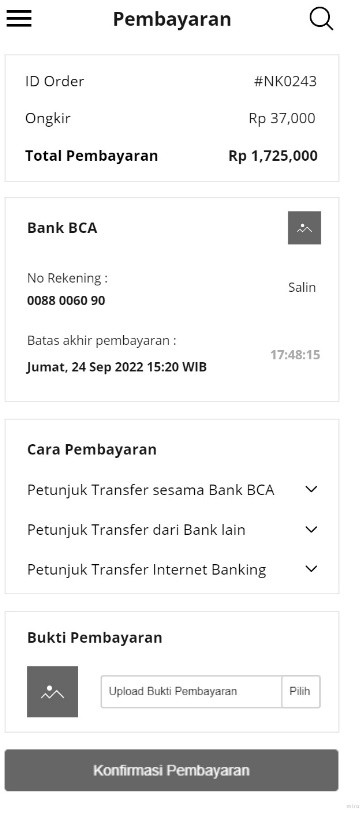 Pembayaran
ID Order #NK0243
Ongkir Rp 37,000
Total Pembayaran Rp 1,725,000
Bank BCA
No Rekening :
0088 0060 90
Salin
Batas akhir pembayaran :
Jumat, 24 Sep 2022 15:20 WIB
17:48:15
Cara Pembayaran
Petunjuk Transfer sesama Bank BCA
Petunjuk Transfer dari Bank lain
Petunjuk Transfer Internet Banking
Bukti Pembayaran
Upload Bukti Pembayaran Pilih
Konfirmasi Pembayaran